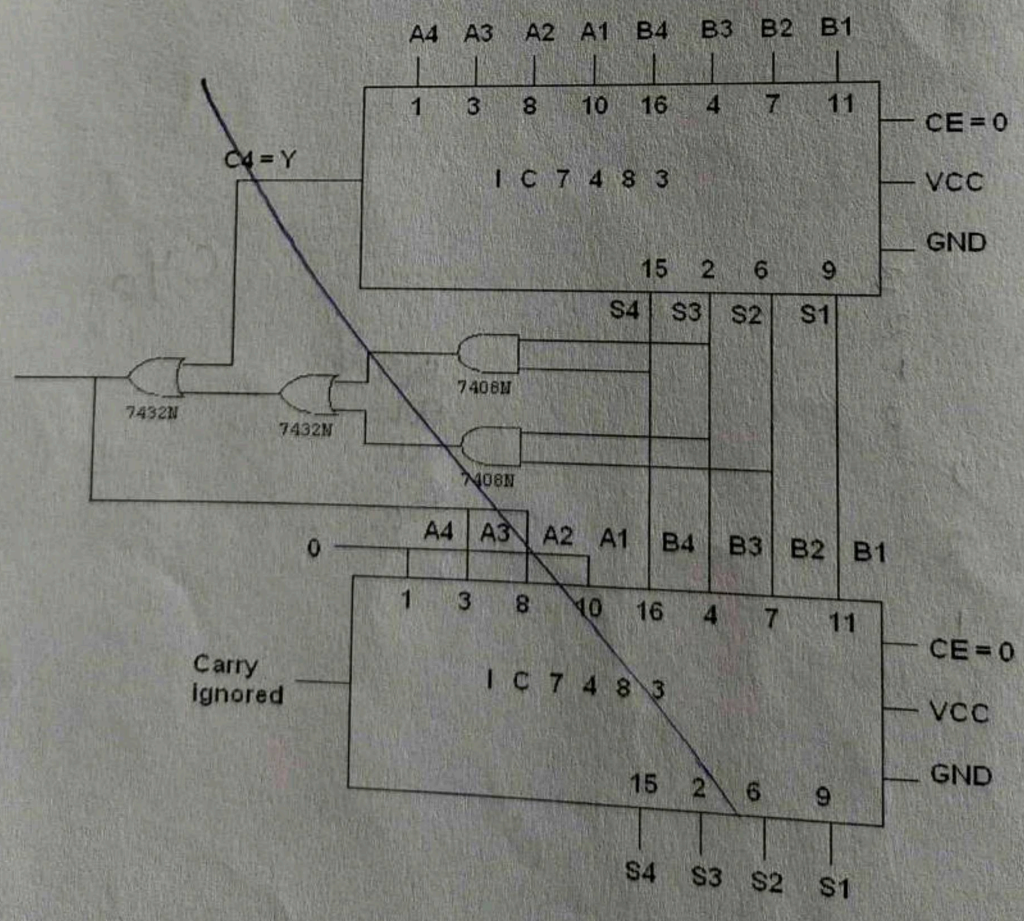 A4 A3 A2 A1 B4 B3 B2 B1
1 3 8 10 16 4 7 11
CE = 0
C4 = Y
I C 7 4 8 3
VCC
GND
15 2 6 9
S4 S3 S2 S1
7408N
7432N
7432N
7408N
0
A4 A3 A2 A1 B4 B3 B2 B1
1 3 8 10 16 4 7 11
CE = 0
Carry
ignored
I C 7 4 8 3
VCC
GND
15 2 6 9
S4 S3 S2 S1